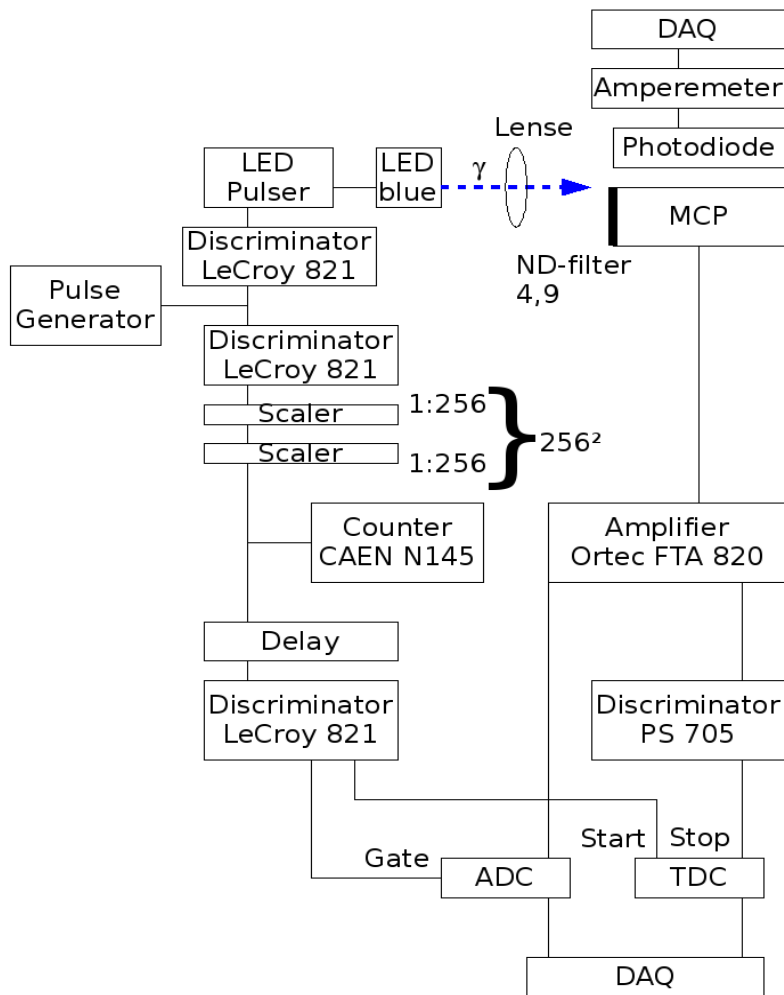 DAQ
Amperemeter
Photodiode
Lense
LED
Pulser
LED
blue
γ
MCP
Discriminator
LeCroy 821
ND-filter
4,9
Pulse
Generator
Discriminator
LeCroy 821
Scaler
1:256
Scaler
1:256
256²
Counter
CAEN N145
Amplifier
Ortec FTA 820
Delay
Discriminator
LeCroy 821
Discriminator
PS 705
Gate
Start
Stop
ADC
TDC
DAQ